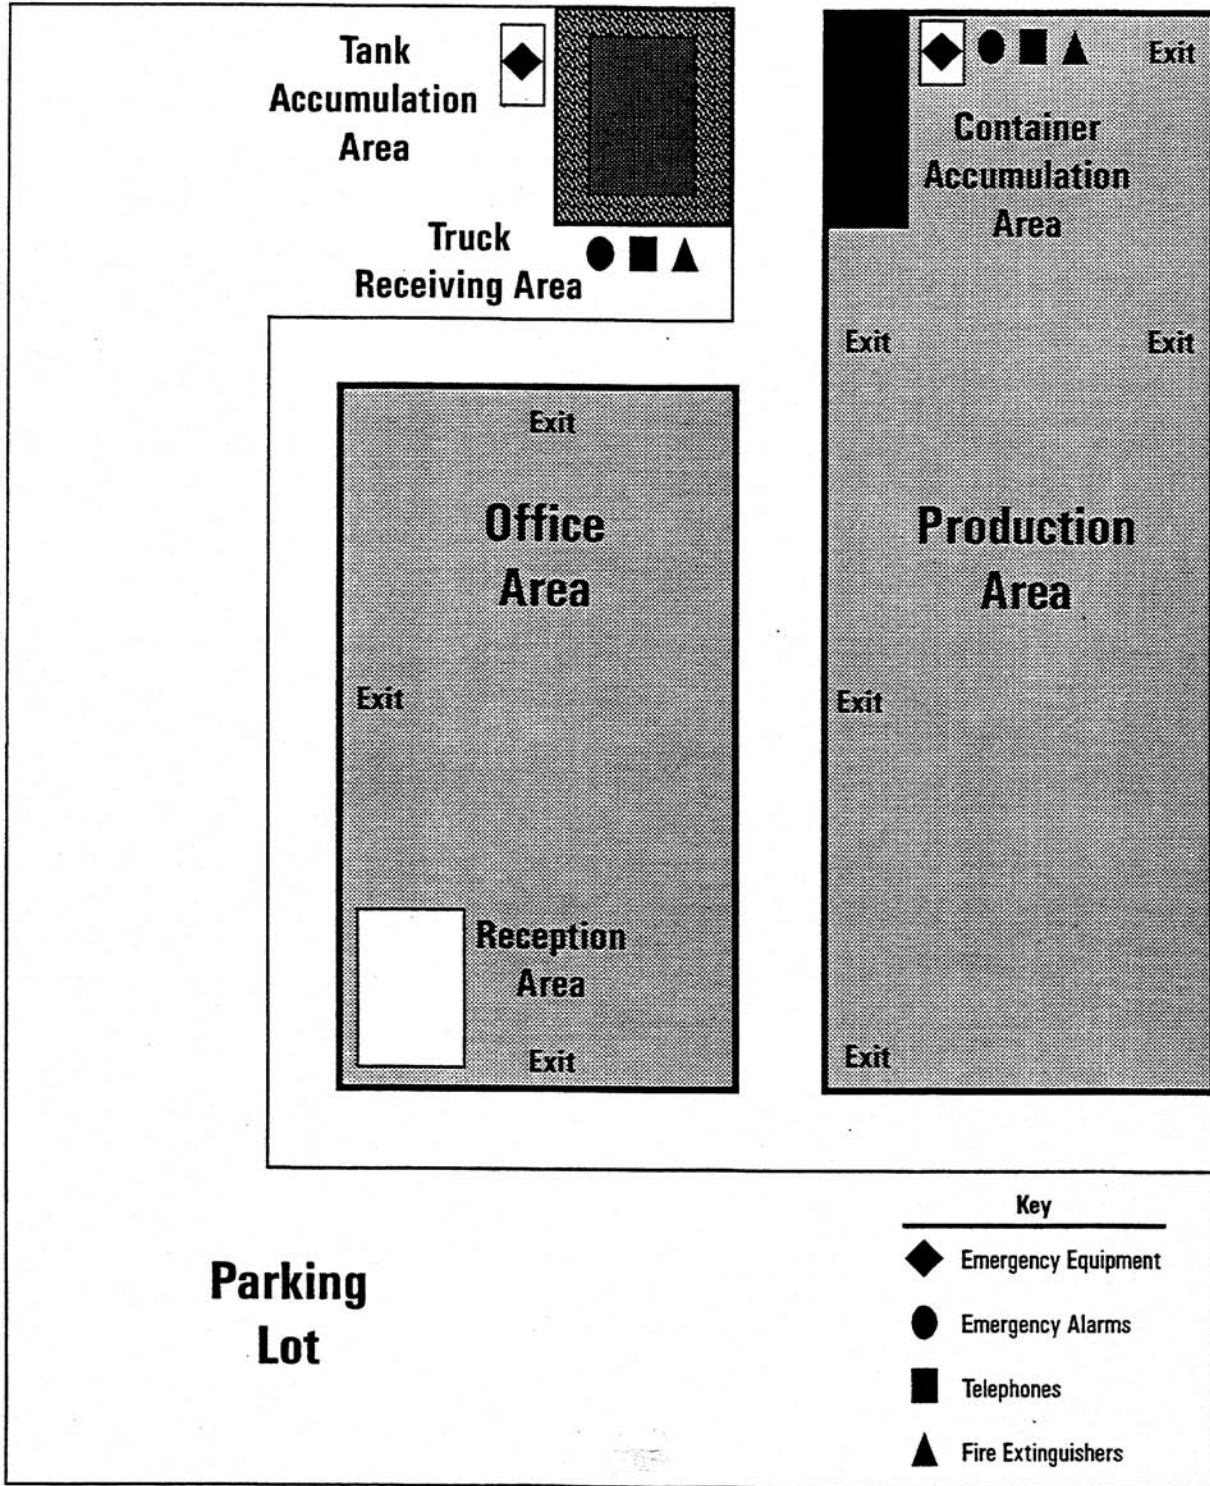 Tank
Accumulation
Area
Truck
Receiving Area
Exit
Container
Accumulation
Area
Exit
Exit
Exit
Office
Area
Production
Area
Exit
Exit
Reception
Area
Exit
Exit
Key
Emergency Equipment
Emergency Alarms
Telephones
Fire Extinguishers
Parking
Lot